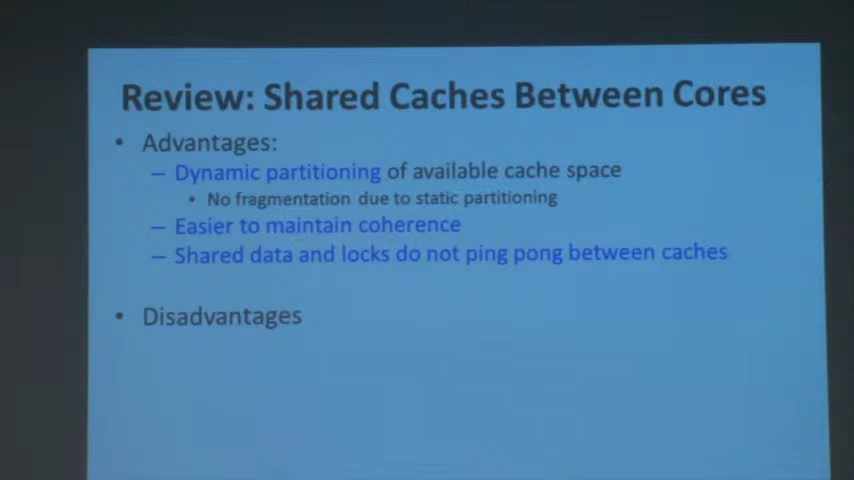 Review: Shared Caches Between Cores
• Advantages:
– Dynamic partitioning of available cache space
• No fragmentation due to static partitioning
– Easier to maintain coherence
– Shared data and locks do not ping pong between caches
• Disadvantages